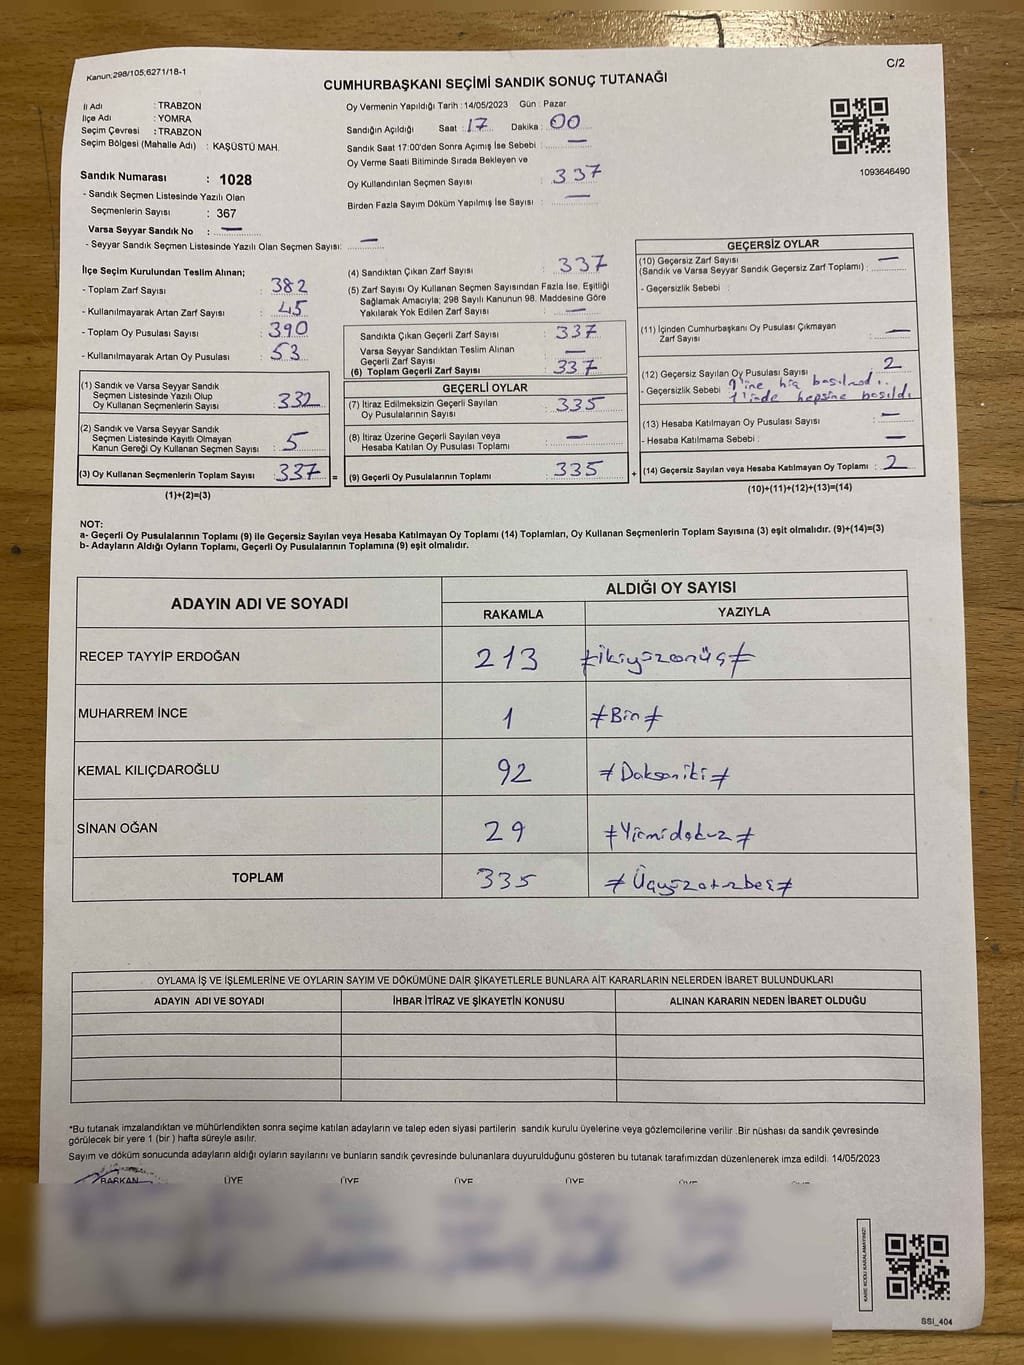 Kanun;298/105;6271/18-1
C/2
CUMHURBAŞKANI SEÇİMİ SANDIK SONUÇ TUTANAĞI
İl Adı : TRABZON
İlçe Adı : YOMRA
Seçim Çevresi : TRABZON
Seçim Bölgesi (Mahalle Adı) : KAŞÜSTÜ MAH.
Sandık Numarası : 1028
- Sandık Seçmen Listesinde Yazılı Olan
Seçmenlerin Sayısı : 367
Varsa Seyyar Sandık No : —
- Seyyar Sandık Seçmen Listesinde Yazılı Olan Seçmen Sayısı: —
Oy Vermenin Yapıldığı Tarih : 14/05/2023 Gün : Pazar
Sandığın Açıldığı Saat : 17 Dakika : 00
Sandık Saat 17:00'den Sonra Açımış İse Sebebi : —
Oy Verme Saati Bitiminde Sırada Bekleyen ve
Oy Kullandırılan Seçmen Sayısı : 337
Birden Fazla Sayım Döküm Yapılmış İse Sayısı : —
1093646490
İlçe Seçim Kurulundan Teslim Alınan;
- Toplam Zarf Sayısı : 382
- Kullanılmayarak Artan Zarf Sayısı : 45
- Toplam Oy Pusulası Sayısı : 390
- Kullanılmayarak Artan Oy Pusulası : 53
(1) Sandık ve Varsa Seyyar Sandık
Seçmen Listesinde Yazılı Olup
Oy Kullanan Seçmenlerin Sayısı : 332
(2) Sandık ve Varsa Seyyar Sandık
Seçmen Listesinde Kayıtlı Olmayan
Kanun Gereği Oy Kullanan Seçmen Sayısı : 5
(3) Oy Kullanan Seçmenlerin Toplam Sayısı : 337 =
(1)+(2)=(3)
(4) Sandıktan Çıkan Zarf Sayısı : 337
(5) Zarf Sayısı Oy Kullanan Seçmen Sayısından Fazla İse, Eşitliği
Sağlamak Amacıyla; 298 Sayılı Kanunun 98. Maddesine Göre
Yakılarak Yok Edilen Zarf Sayısı : —
Sandıkta Çıkan Geçerli Zarf Sayısı : 337
Varsa Seyyar Sandıktan Teslim Alınan
Geçerli Zarf Sayısı : —
(6) Toplam Geçerli Zarf Sayısı : 337
GEÇERLİ OYLAR
(7) İtiraz Edilmeksizin Geçerli Sayılan
Oy Pusulalarının Sayısı : 335
(8) İtiraz Üzerine Geçerli Sayılan veya
Hesaba Katılan Oy Pusulası Toplamı : —
(9) Geçerli Oy Pusulalarının Toplamı : 335 +
GEÇERSİZ OYLAR
(10) Geçersiz Zarf Sayısı
(Sandık ve Varsa Seyyar Sandık Geçersiz Zarf Toplamı) : —
- Geçersizlik Sebebi :
(11) İçinden Cumhurbaşkanı Oy Pusulası Çıkmayan
Zarf Sayısı : —
(12) Geçersiz Sayılan Oy Pusulası Sayısı : 2
- Geçersizlik Sebebi 1'ine hiç basılmadı.
1'inde hepsine basıldı
(13) Hesaba Katılmayan Oy Pusulası Sayısı : —
- Hesaba Katılmama Sebebi : —
(14) Geçersiz Sayılan veya Hesaba Katılmayan Oy Toplamı : 2
(10)+(11)+(12)+(13)=(14)
NOT:
a- Geçerli Oy Pusulalarının Toplamı (9) ile Geçersiz Sayılan veya Hesaba Katılmayan Oy Toplamı (14) Toplamları, Oy Kullanan Seçmenlerin Toplam Sayısına (3) eşit olmalıdır. (9)+(14)=(3)
b- Adayların Aldığı Oyların Toplamı, Geçerli Oy Pusulalarının Toplamına (9) eşit olmalıdır.
ADAYIN ADI VE SOYADI
ALDIĞI OY SAYISI
RAKAMLA YAZIYLA
RECEP TAYYİP ERDOĞAN 213 ≠ikiyüzonüç≠
MUHARREM İNCE 1 ≠Bir≠
KEMAL KILIÇDAROĞLU 92 ≠Doksaniki≠
SİNAN OĞAN 29 ≠Yirmidokuz≠
TOPLAM 335 ≠Üçyüzotuzbeş≠
OYLAMA İŞ VE İŞLEMLERİNE VE OYLARIN SAYIM VE DÖKÜMÜNE DAİR ŞİKAYETLERLE BUNLARA AİT KARARLARIN NELERDEN İBARET BULUNDUKLARI
ADAYIN ADI VE SOYADI İHBAR İTİRAZ VE ŞİKAYETİN KONUSU ALINAN KARARIN NEDEN İBARET OLDUĞU
*Bu tutanak imzalandıktan ve mühürlendikten sonra seçime katılan adayların ve talep eden siyasi partilerin sandık kurulu üyelerine veya gözlemcilerine verilir .Bir nüshası da sandık çevresinde
görülecek bir yere 1 (bir ) hafta süreyle asılır.
Sayım ve döküm sonucunda adayların aldığı oyların sayılarını ve bunların sandık çevresinde bulunanlara duyurulduğunu gösteren bu tutanak tarafımızdan düzenlenerek imza edildi. 14/05/2023
BAŞKAN ÜYE ÜYE ÜYE ÜYE
KARE KODU KARALAMAYINIZ!
SSI_404